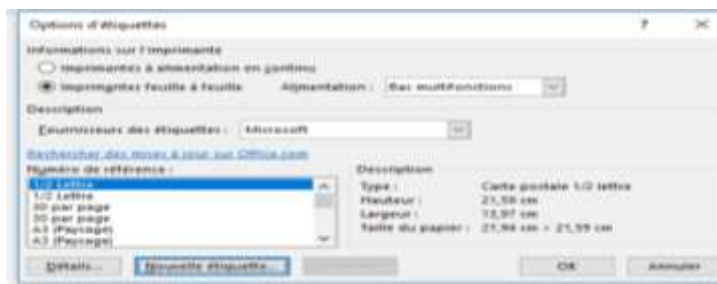 Options d'étiquettes ? ×
Informations sur l'imprimante
Imprimantes à alimentation en continu
Imprimantes feuille à feuille Alimentation : Bac multifonctions
Description
Fournisseurs des étiquettes : Microsoft
Rechercher des mises à jour sur Office.com
Numéro de référence :
1/2 Lettre
1/2 Lettre
30 par page
30 par page
A3 (Paysage)
A3 (Paysage)
Description
Type : Carte postale 1/2 lettre
Hauteur : 21,59 cm
Largeur : 13,97 cm
Taille du papier : 27,94 cm × 21,59 cm
Détails... Nouvelle étiquette... OK Annuler